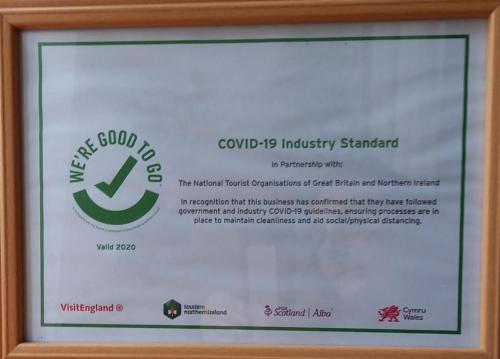 WE'RE GOOD TO GO
Valid 2020
COVID-19 Industry Standard
In Partnership with:
The National Tourist Organisations of Great Britain and Northern Ireland
In recognition that this business has confirmed that they have followed
government and industry COVID-19 guidelines, ensuring processes are in
place to maintain cleanliness and aid social/physical distancing.
VisitEngland
tourism
northernireland
Scotland | Alba
Cymru
Wales